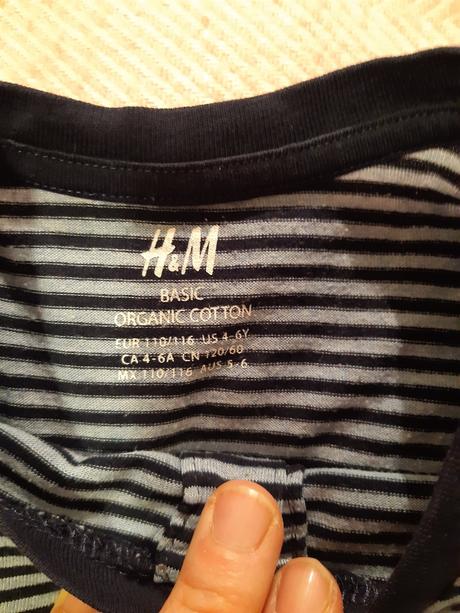 H&M
BASIC
ORGANIC COTTON
EUR 110/116 US 4-6Y
CA 4-6A CN 120/60
MX 110/116 AUS 5-6